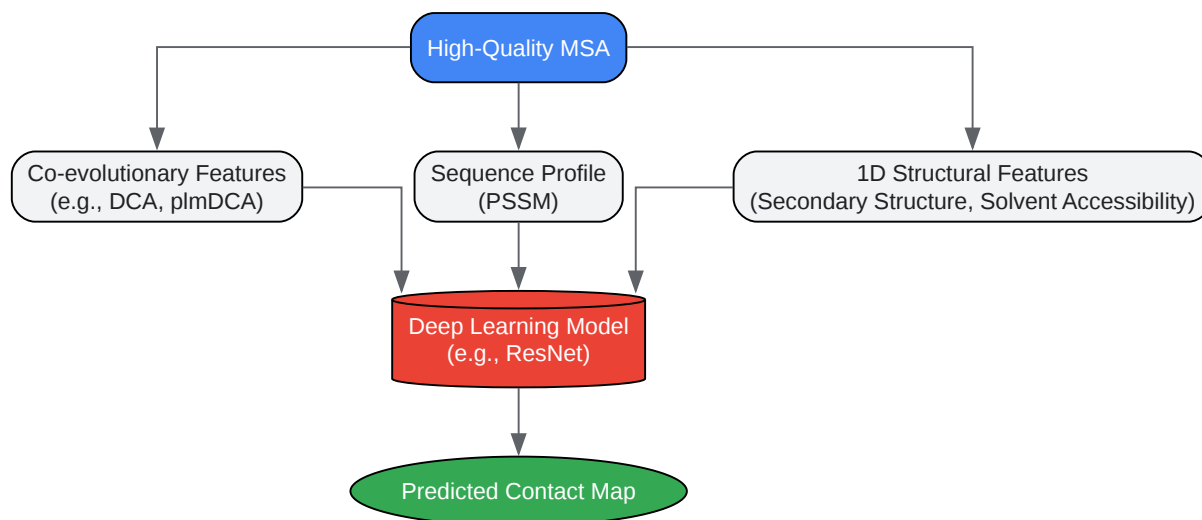 High-Quality MSA
Co-evolutionary Features
(e.g., DCA, plmDCA)
Sequence Profile
(PSSM)
1D Structural Features
(Secondary Structure, Solvent Accessibility)
Deep Learning Model
(e.g., ResNet)
Predicted Contact Map